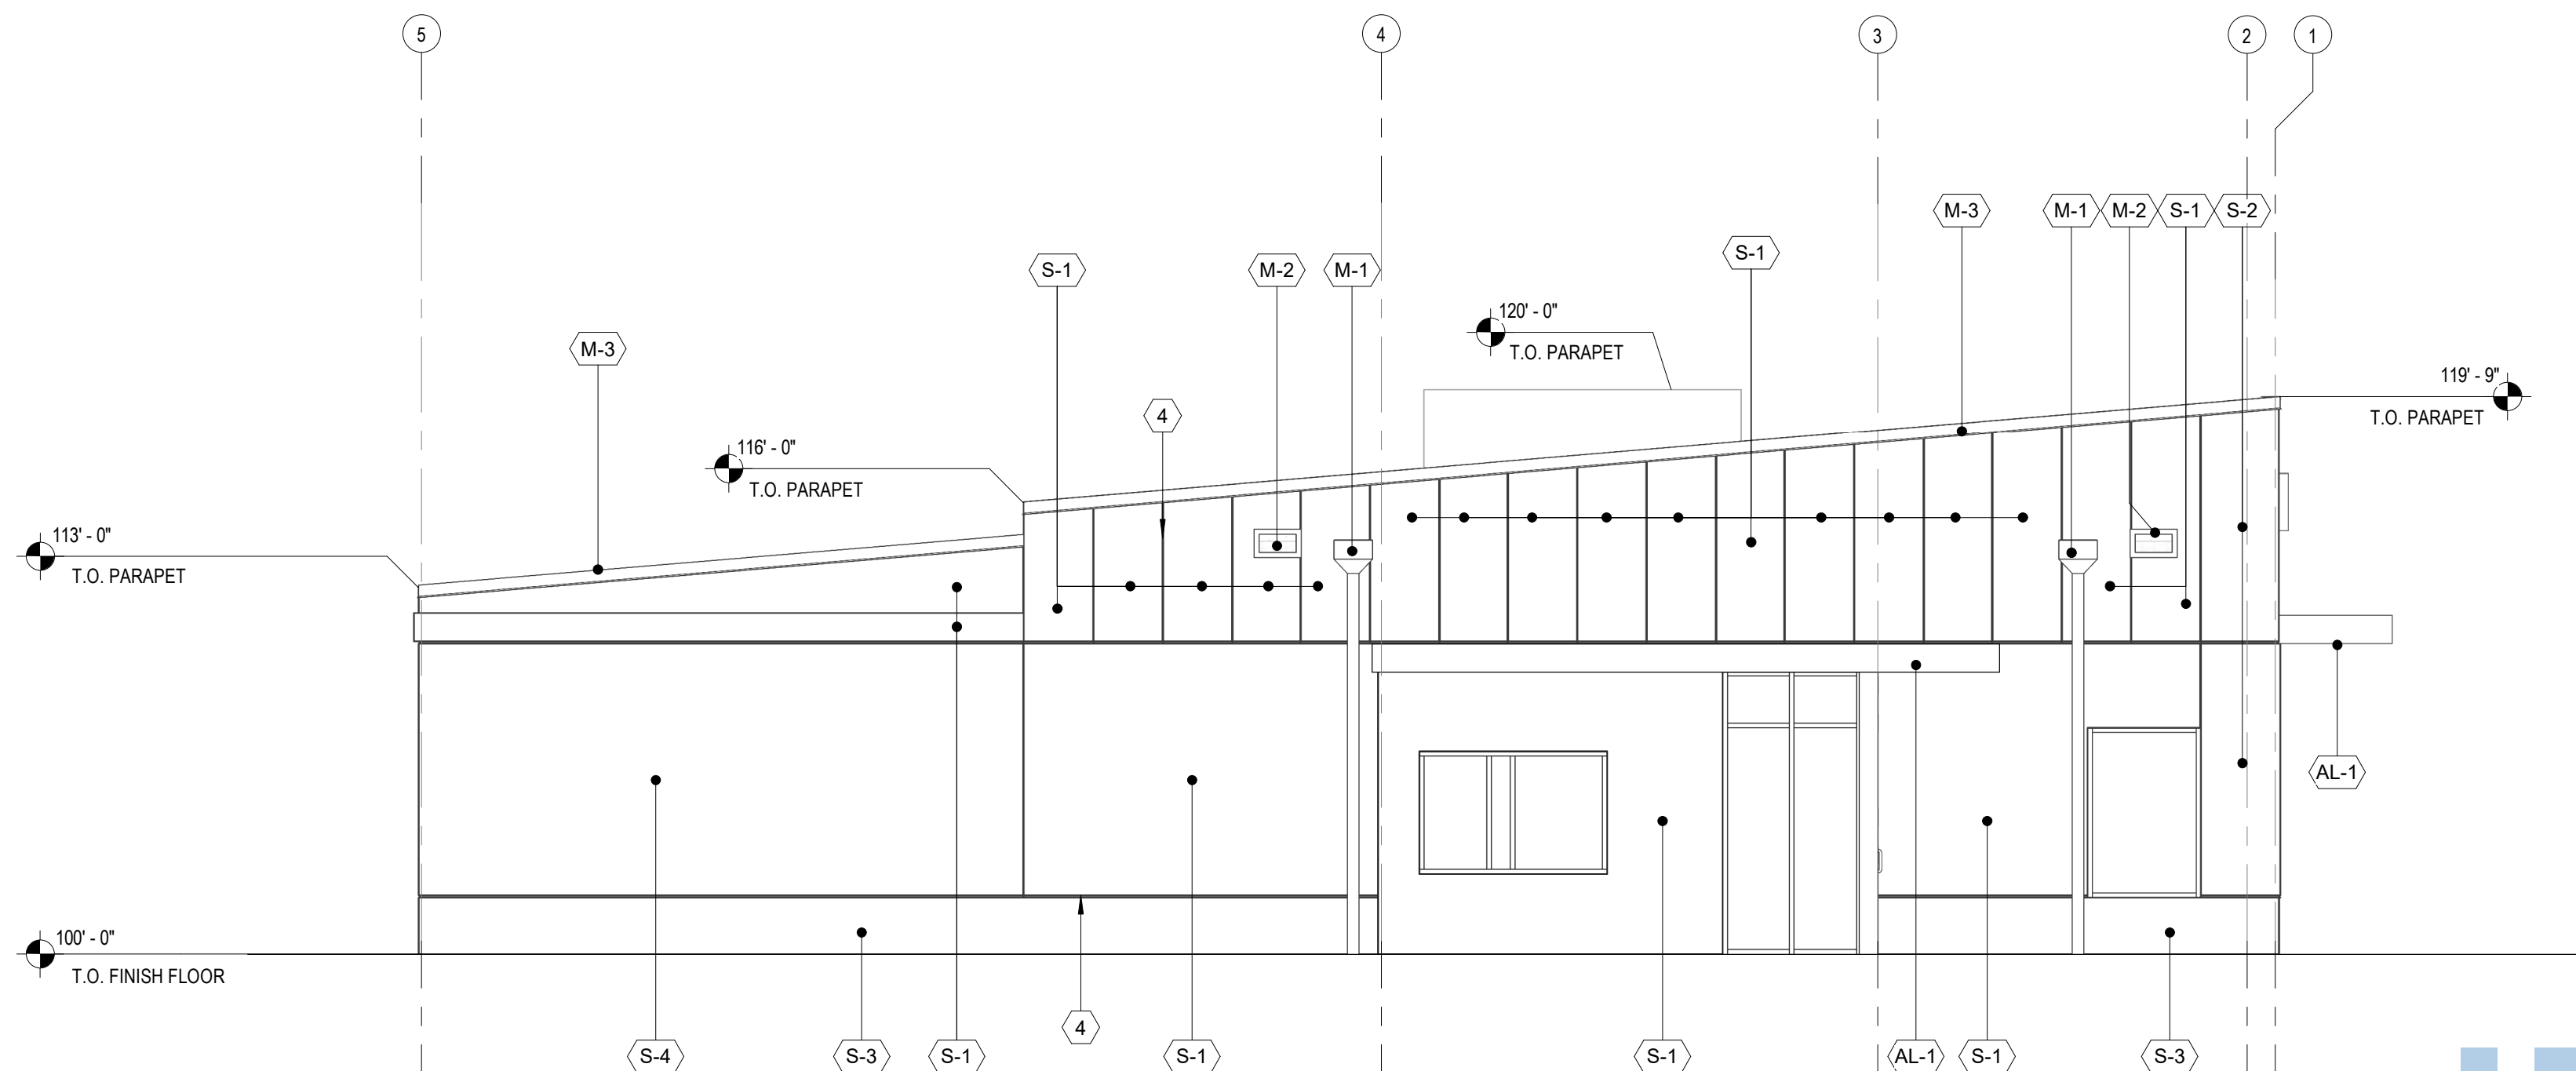 5
4
3
2
1
M-3
M-1
M-2
S-1
S-2
S-1
M-2
M-1
S-1
120' - 0"
T.O. PARAPET
M-3
119' - 9"
T.O. PARAPET
4
116' - 0"
T.O. PARAPET
113' - 0"
T.O. PARAPET
AL-1
100' - 0"
T.O. FINISH FLOOR
4
S-4
S-3
S-1
S-1
S-1
AL-1
S-1
S-3